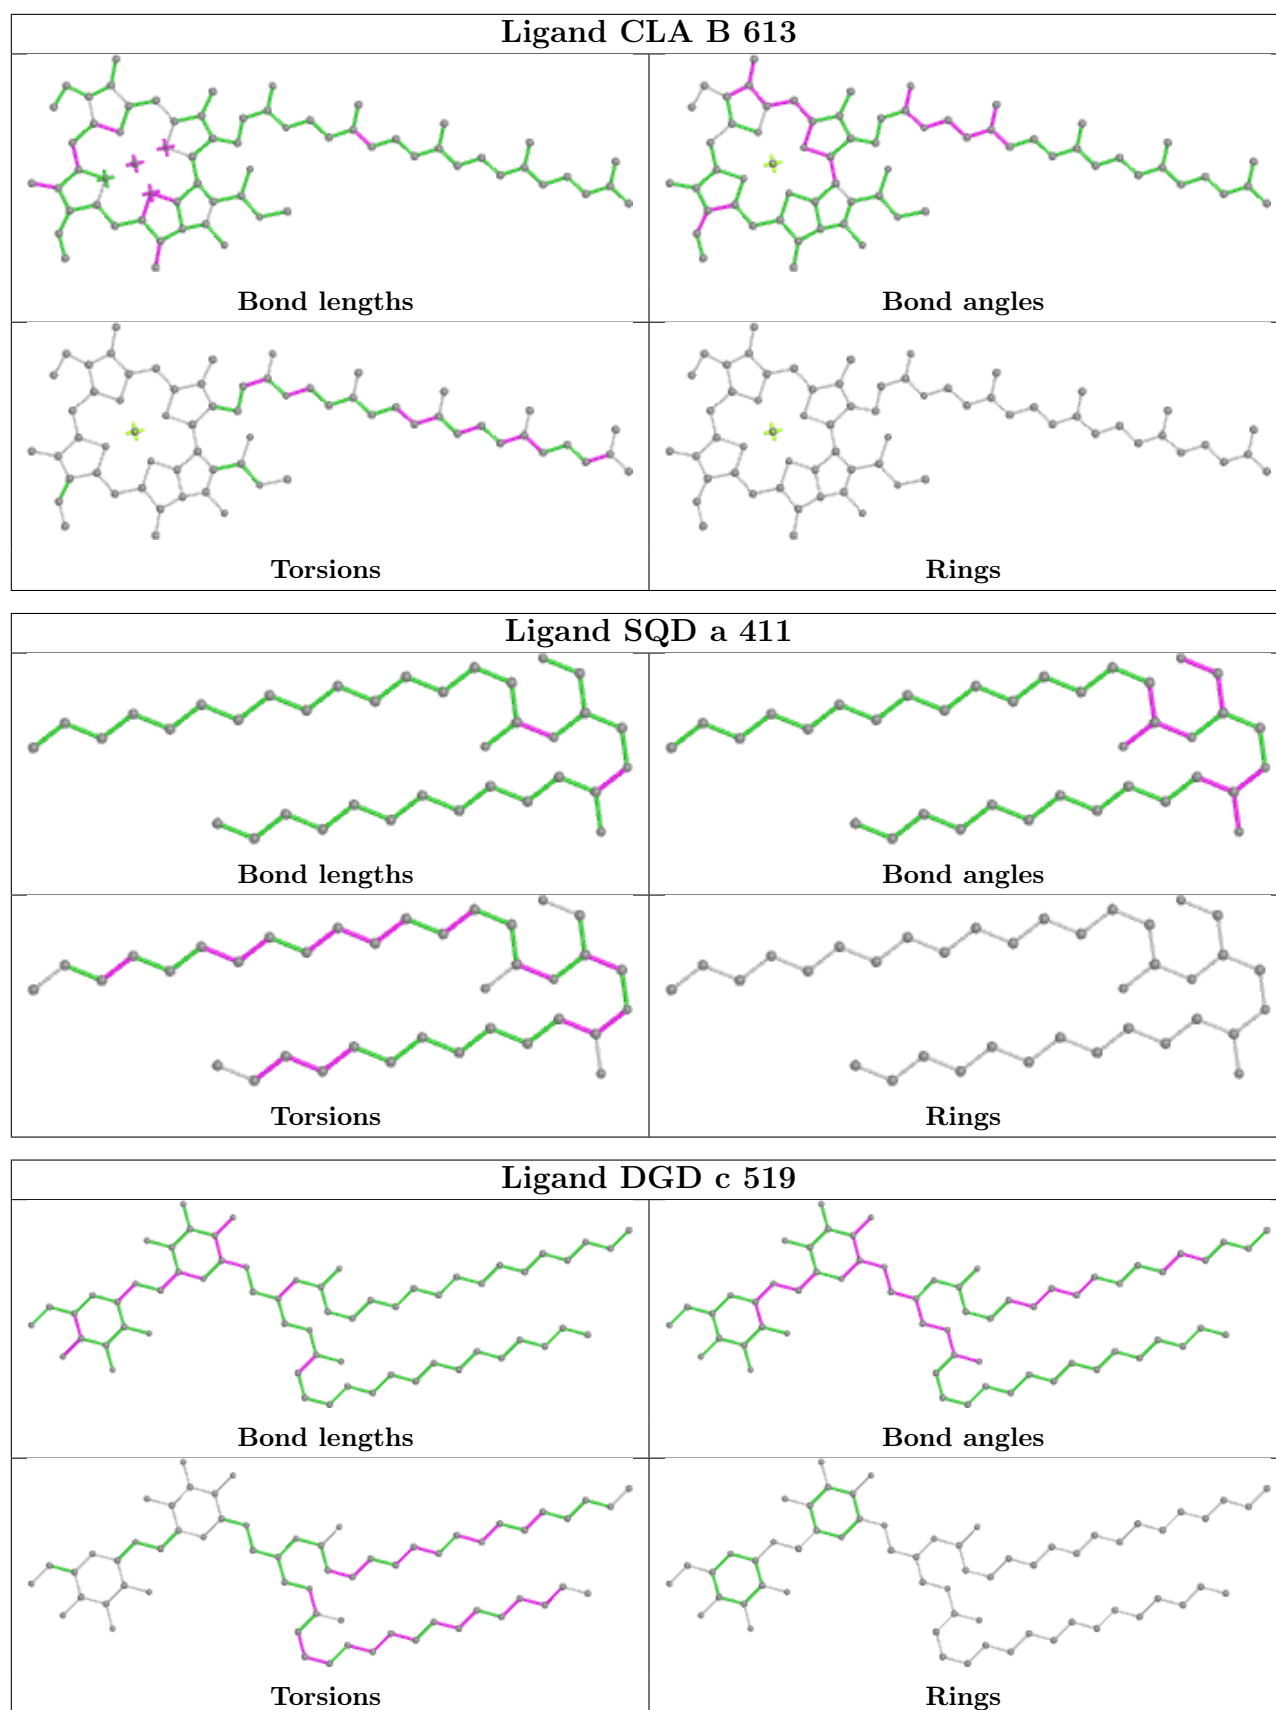 Ligand CLA B 613
Bond lengths
Bond angles
Torsions
Rings
Ligand SQD a 411
Bond lengths
Bond angles
Torsions
Rings
Ligand DGD c 519
Bond lengths
Bond angles
Torsions
Rings